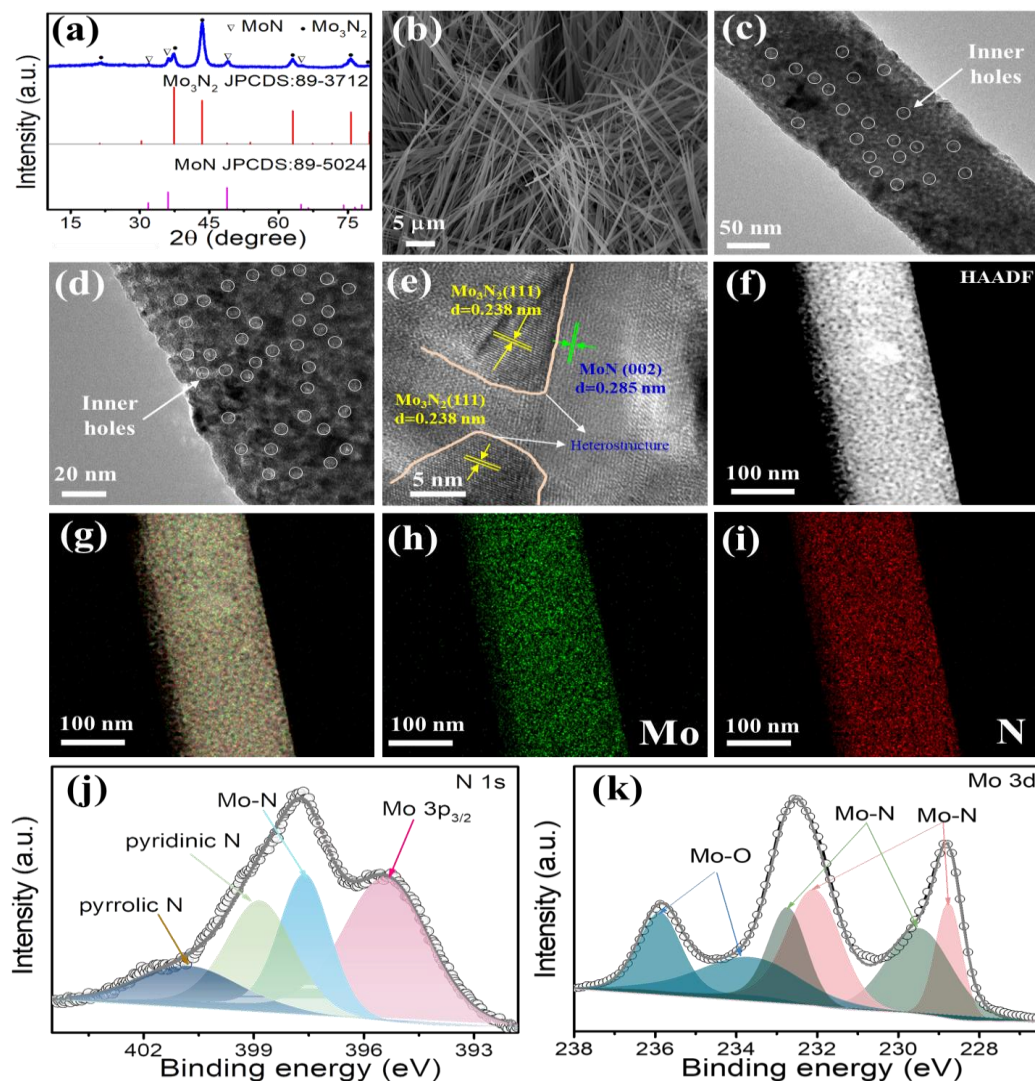 (a)
▽ MoN • Mo₃N₂
Mo₃N₂ JPCDS:89-3712
MoN JPCDS:89-5024
Intensity (a.u.)
15 30 45 60 75
2θ (degree)
(b)
5 μm
(c)
Inner
holes
50 nm
(d)
Inner
holes
20 nm
(e)
Mo₃N₂(111)
d=0.238 nm
MoN (002)
d=0.285 nm
Mo₃N₂(111)
d=0.238 nm
Heterostructure
5 nm
(f)
HAADF
100 nm
(g)
100 nm
(h)
100 nm
Mo
(i)
100 nm
N
(j)
N 1s
Mo-N
Mo 3p₃/₂
pyridinic N
pyrrolic N
Intensity (a.u.)
402 399 396 393
Binding energy (eV)
(k)
Mo 3d
Mo-N
Mo-N
Mo-O
Intensity (a.u.)
238 236 234 232 230 228
Binding energy (eV)